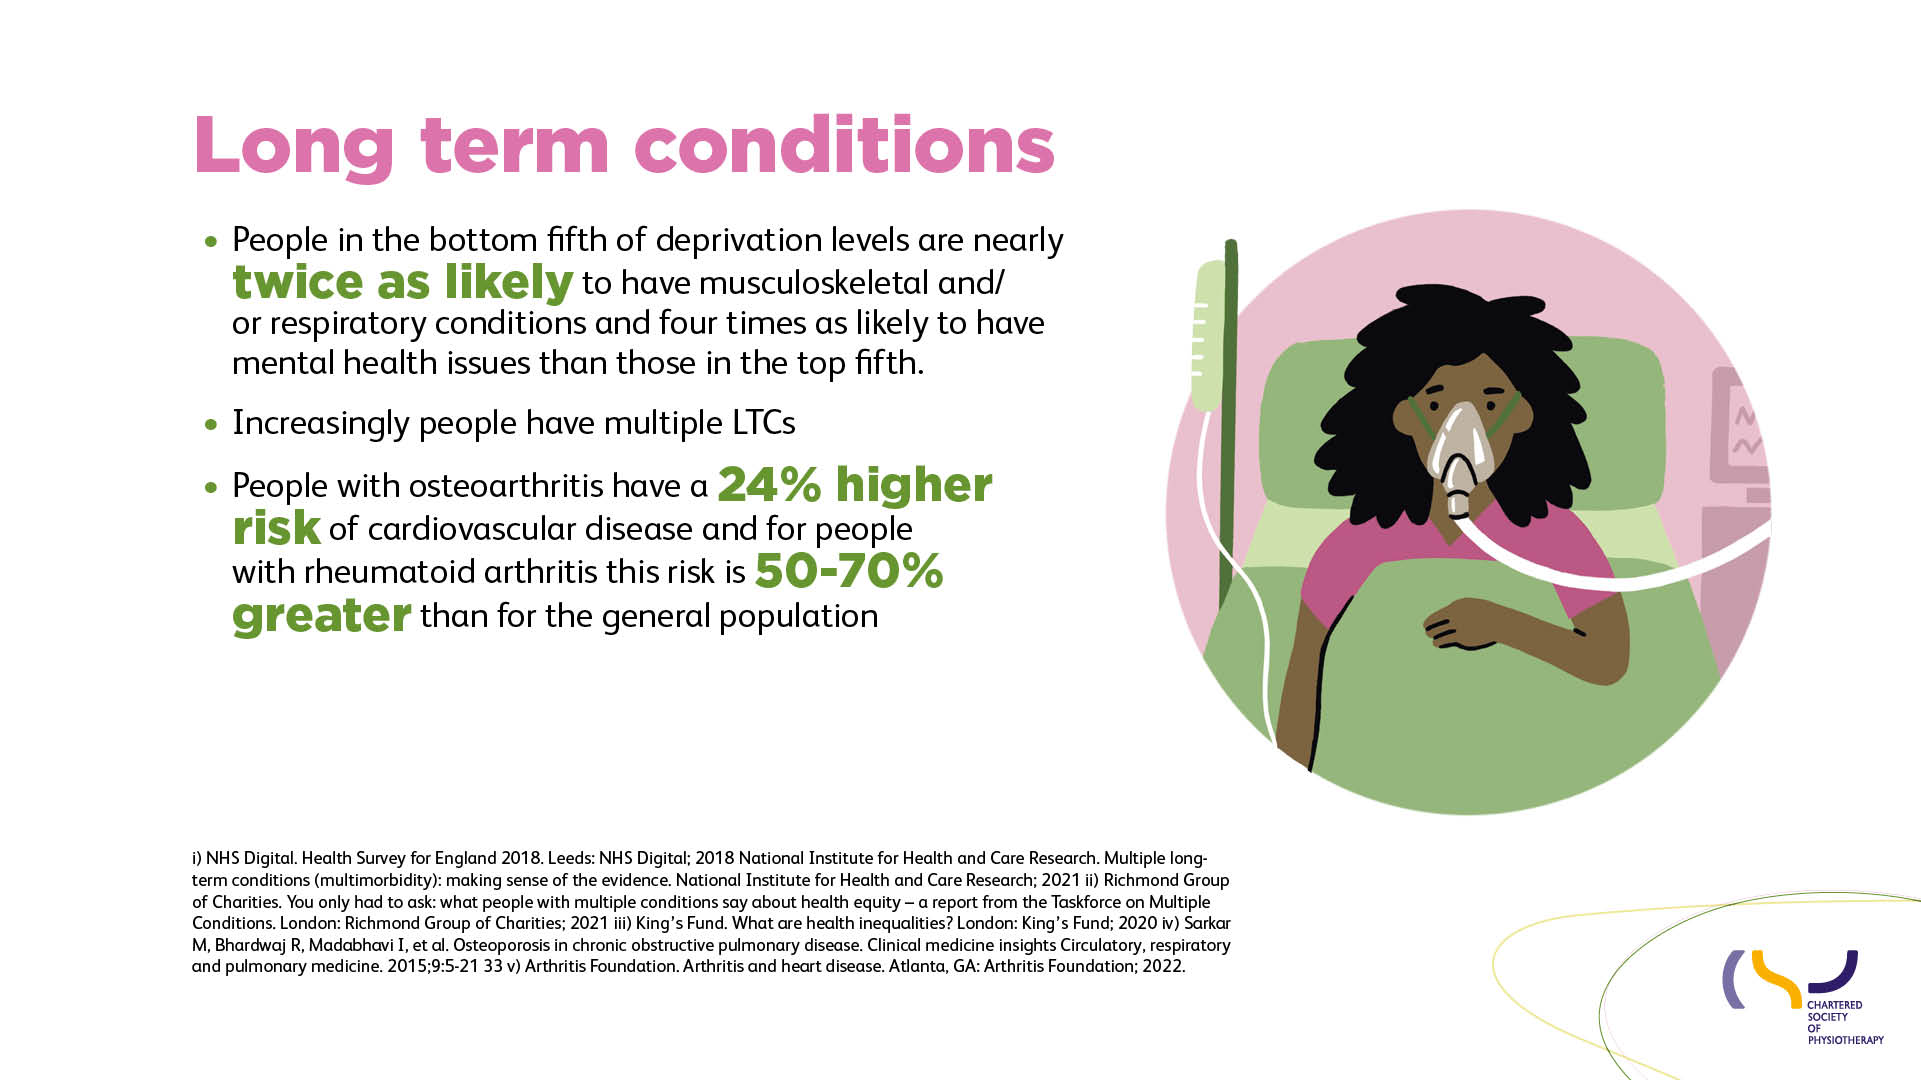 Long term conditions
• People in the bottom fifth of deprivation levels are nearly
twice as likely to have musculoskeletal and/
or respiratory conditions and four times as likely to have
mental health issues than those in the top fifth.
• Increasingly people have multiple LTCs
• People with osteoarthritis have a 24% higher
risk of cardiovascular disease and for people
with rheumatoid arthritis this risk is 50-70%
greater than for the general population
i) NHS Digital. Health Survey for England 2018. Leeds: NHS Digital; 2018 National Institute for Health and Care Research. Multiple long-
term conditions (multimorbidity): making sense of the evidence. National Institute for Health and Care Research; 2021 ii) Richmond Group
of Charities. You only had to ask: what people with multiple conditions say about health equity – a report from the Taskforce on Multiple
Conditions. London: Richmond Group of Charities; 2021 iii) King’s Fund. What are health inequalities? London: King’s Fund; 2020 iv) Sarkar
M, Bhardwaj R, Madabhavi I, et al. Osteoporosis in chronic obstructive pulmonary disease. Clinical medicine insights Circulatory, respiratory
and pulmonary medicine. 2015;9:5-21 33 v) Arthritis Foundation. Arthritis and heart disease. Atlanta, GA: Arthritis Foundation; 2022.
CHARTERED
SOCIETY
OF
PHYSIOTHERAPY